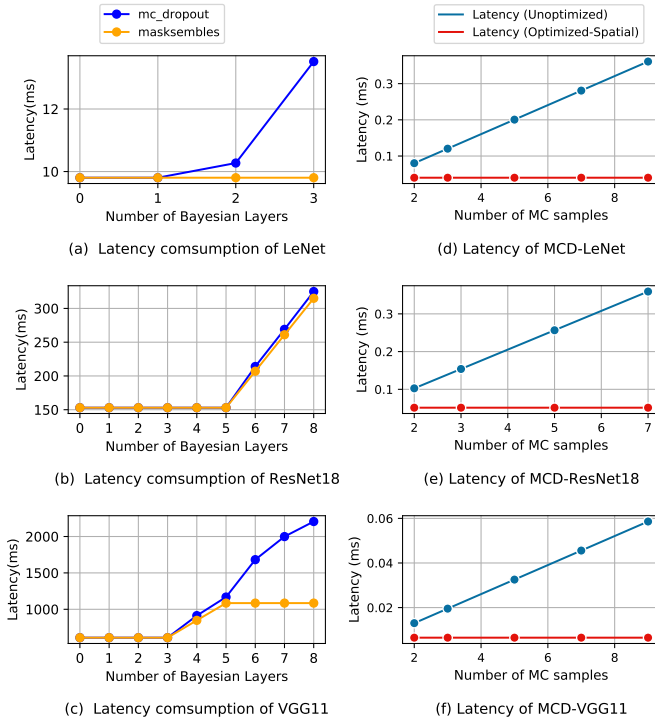 mc_dropout
masksembles
Latency (Unoptimized)
Latency (Optimized-Spatial)
Latency(ms)
12
10
0 1 2 3
Number of Bayesian Layers
(a) Latency comsumption of LeNet
Latency (ms)
0.3
0.2
0.1
2 4 6 8
Number of MC samples
(d) Latency of MCD-LeNet
Latency(ms)
300
250
200
150
0 1 2 3 4 5 6 7 8
Number of Bayesian Layers
(b) Latency comsumption of ResNet18
Latency (ms)
0.3
0.2
0.1
2 3 4 5 6 7
Number of MC samples
(e) Latency of MCD-ResNet18
Latency(ms)
2000
1500
1000
0 1 2 3 4 5 6 7 8
Number of Bayesian Layers
(c) Latency comsumption of VGG11
Latency (ms)
0.06
0.04
0.02
2 4 6 8
Number of MC samples
(f) Latency of MCD-VGG11